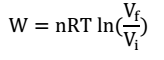 W = nRT ln(V_f/V_i)